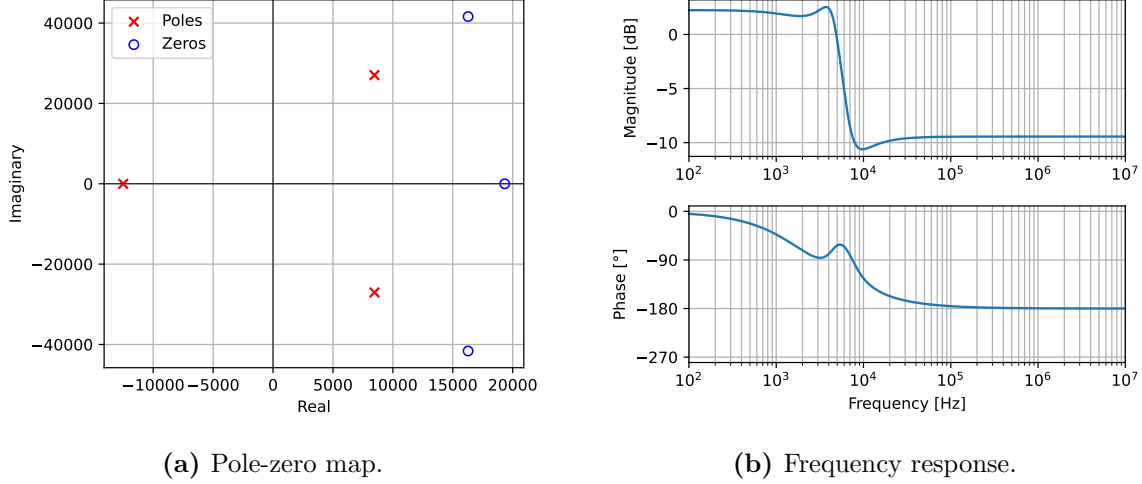 40000
20000
0
−20000
−40000
Imaginary
Poles
Zeros
−10000 −5000 0 5000 10000 15000 20000
Real
(a) Pole-zero map.
0
−5
−10
Magnitude [dB]
10² 10³ 10⁴ 10⁵ 10⁶ 10⁷
0
−90
−180
−270
Phase [°]
10² 10³ 10⁴ 10⁵ 10⁶ 10⁷
Frequency [Hz]
(b) Frequency response.